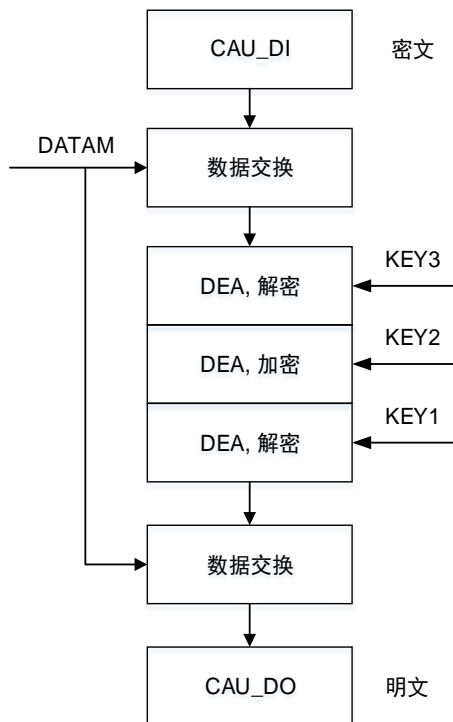 CAU_DI
密文
DATAM
数据交换
KEY3
DEA, 解密
KEY2
DEA, 加密
KEY1
DEA, 解密
数据交换
CAU_DO
明文